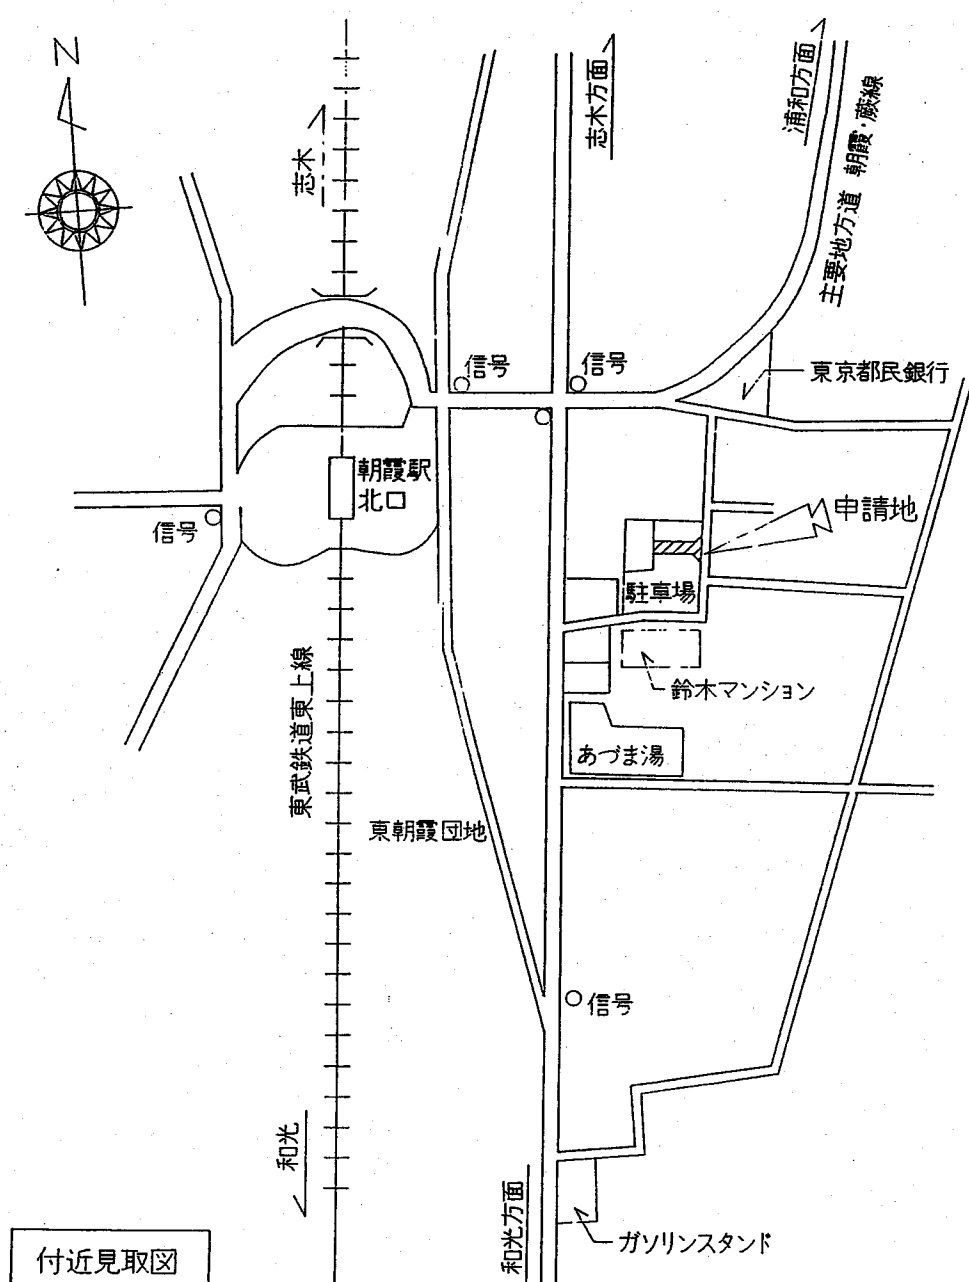 N
志木
志木方面
浦和方面
主要地方道 朝霞・蕨線
信号
信号
東京都民銀行
朝霞駅
北口
信号
申請地
駐車場
鈴木マンション
東武鉄道東上線
あづま湯
東朝霞団地
信号
和光
和光方面
ガソリンスタンド
付近見取図